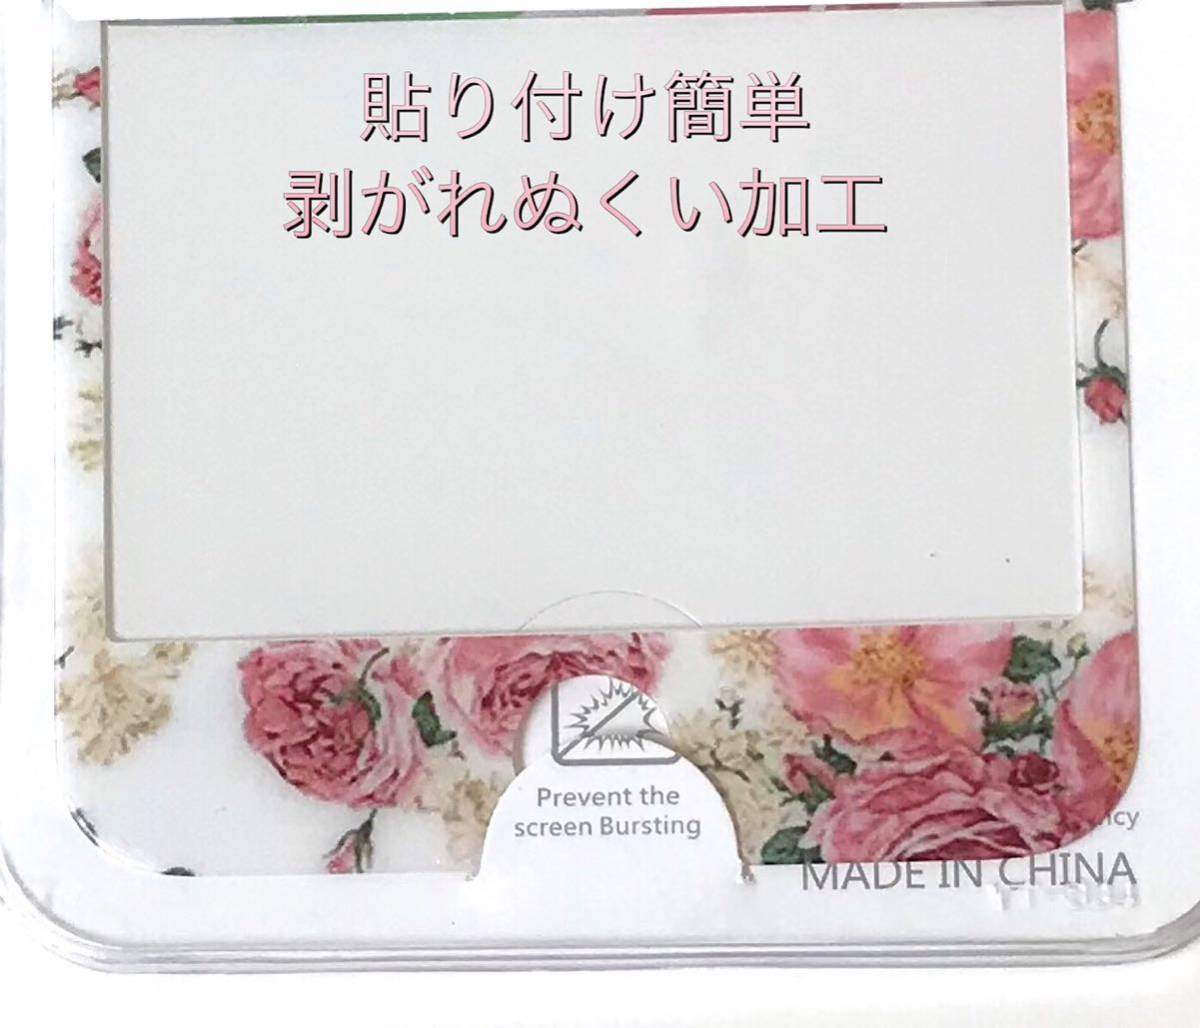 貼り付け簡単
剥がれぬくい加工
Prevent the
screen Bursting
MADE IN CHINA